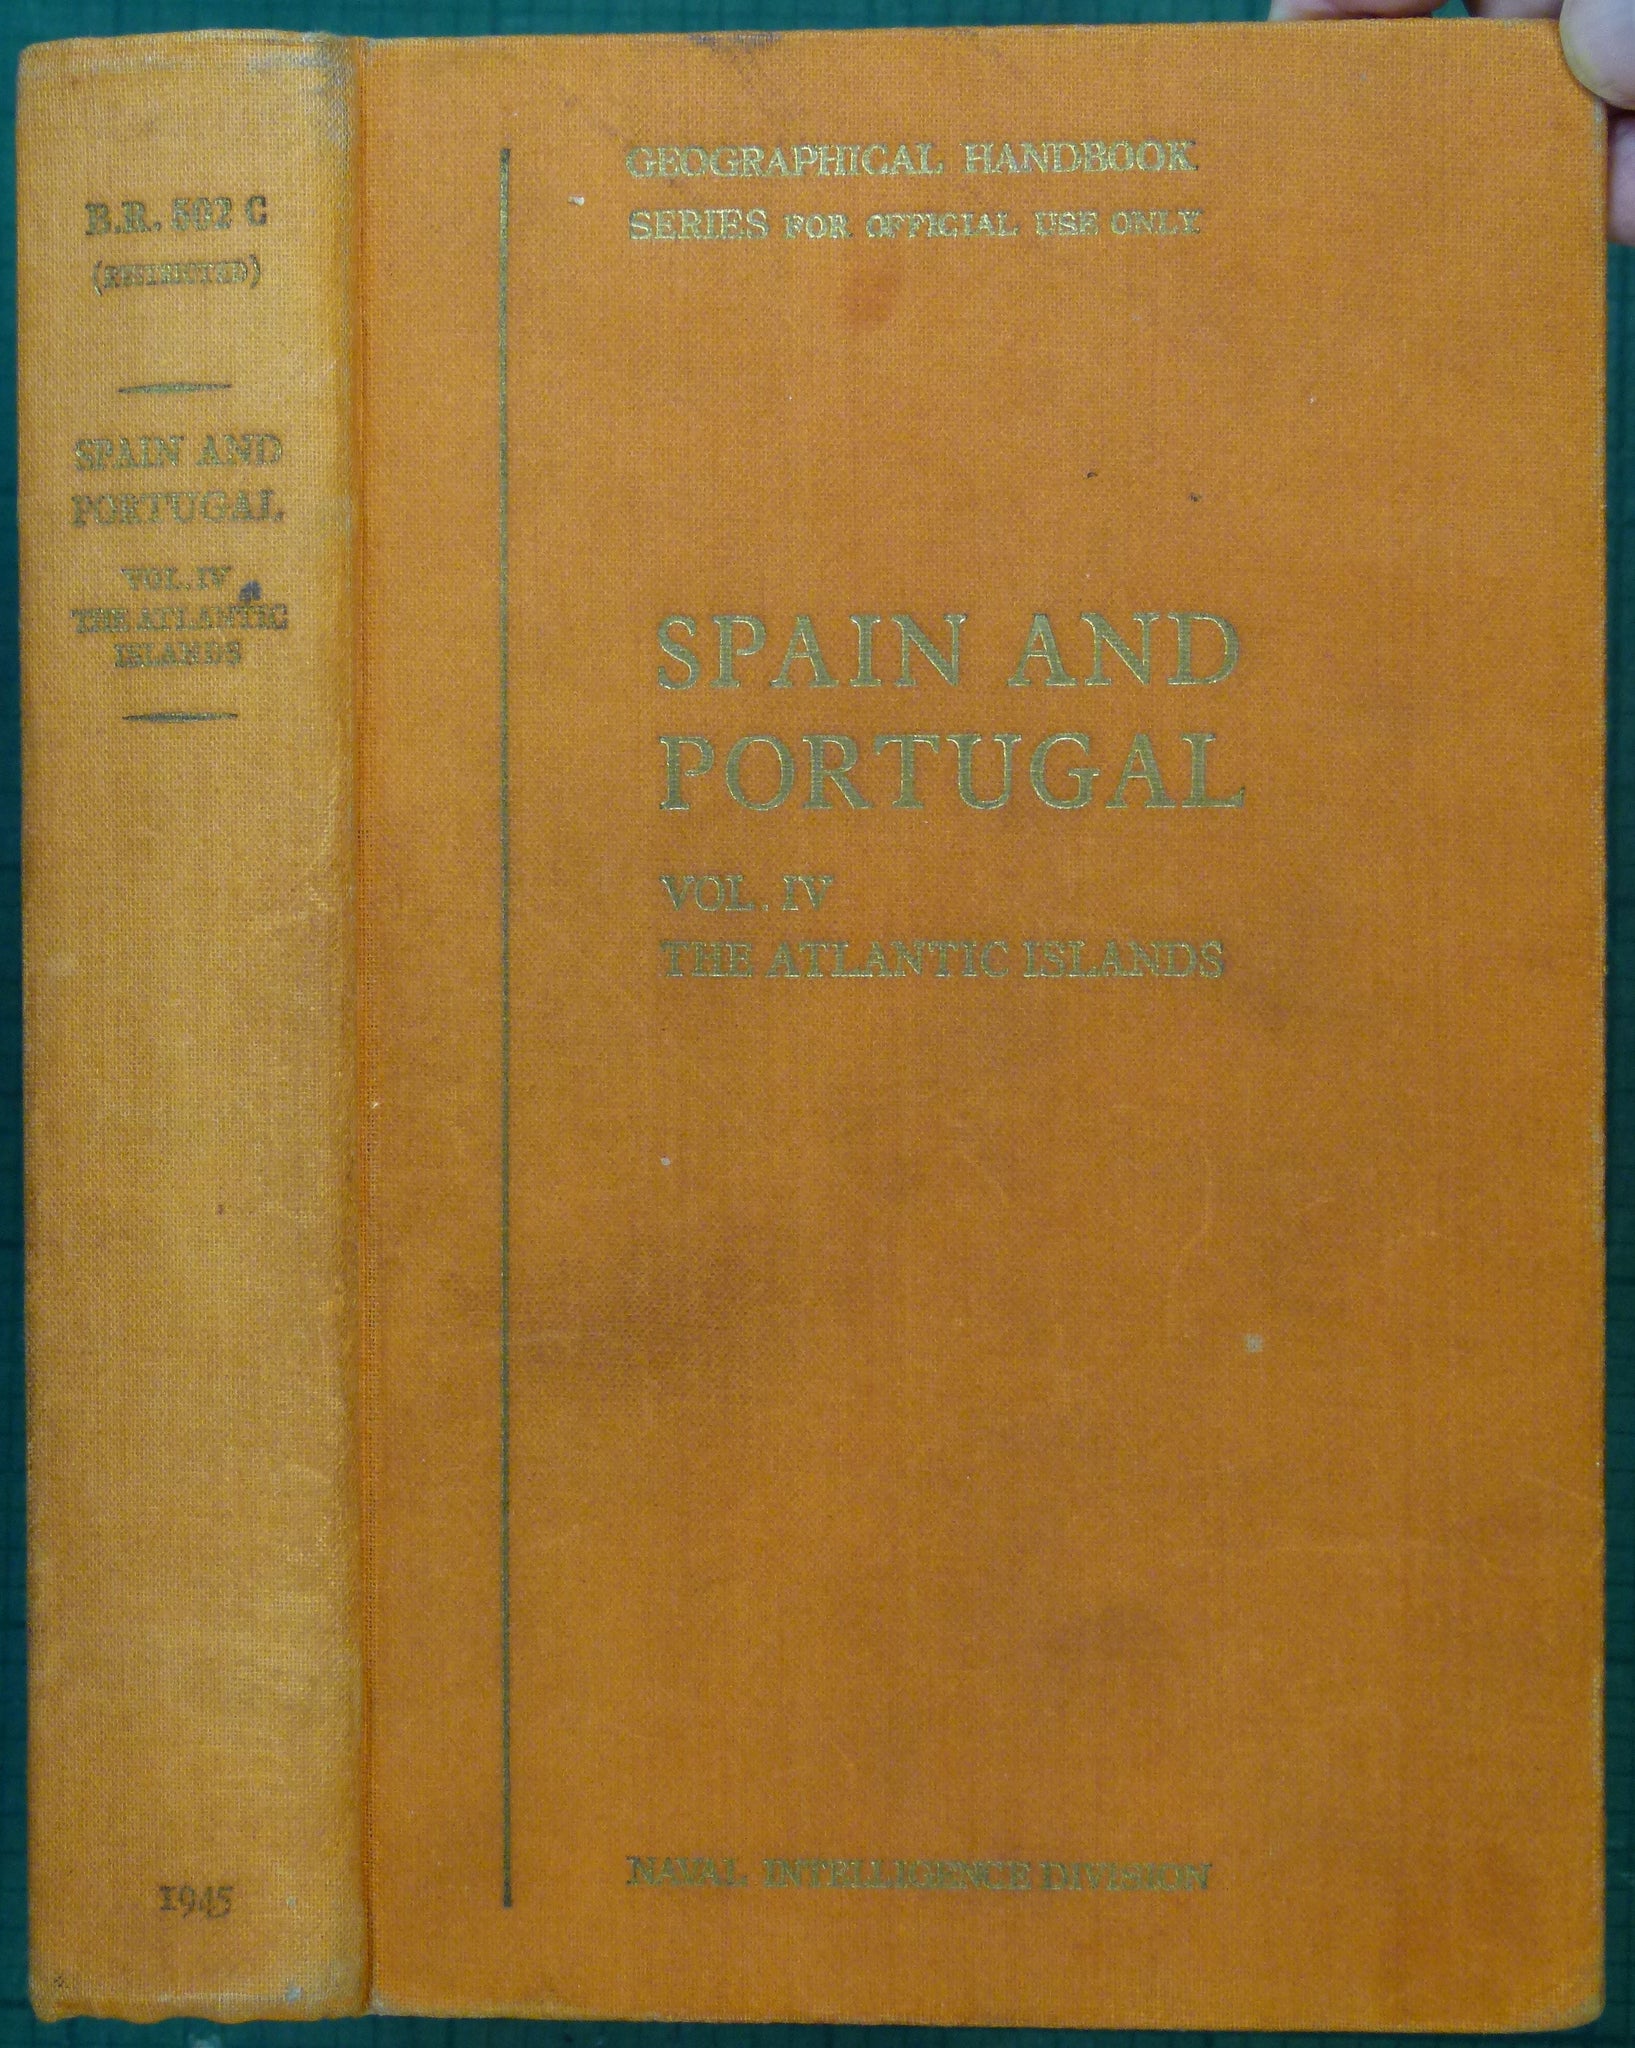 B.R. 502 C
(RESTRICTED)
SPAIN AND
PORTUGAL
VOL. IV
THE ATLANTIC
ISLANDS
1945
GEOGRAPHICAL HANDBOOK
SERIES FOR OFFICIAL USE ONLY
SPAIN AND
PORTUGAL
VOL. IV
THE ATLANTIC ISLANDS
NAVAL INTELLIGENCE DIVISION